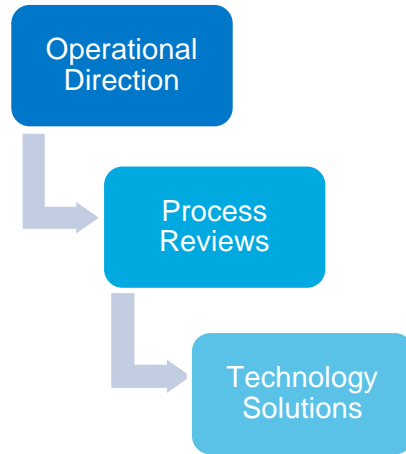 Operational
Direction
Process
Reviews
Technology
Solutions